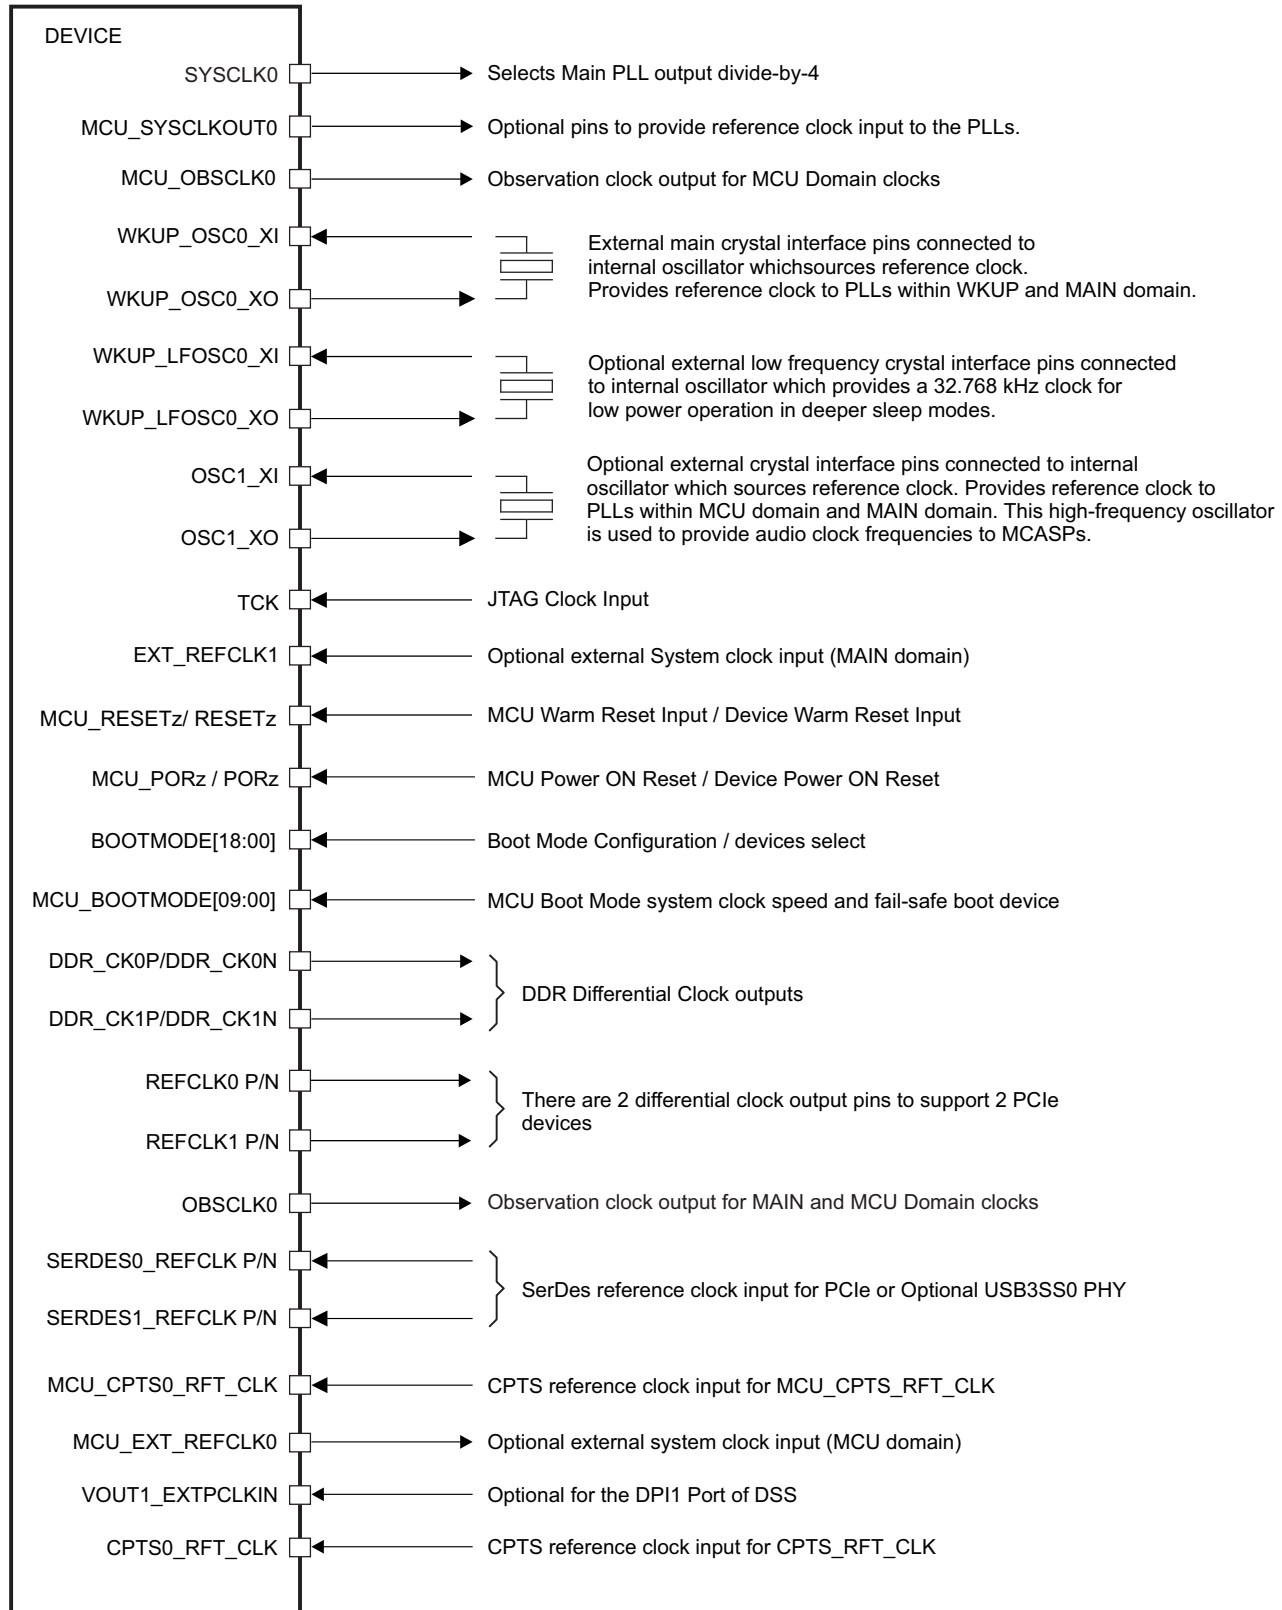 DEVICE
SYSCLK0 Selects Main PLL output divide-by-4
MCU_SYSCLKOUT0 Optional pins to provide reference clock input to the PLLs.
MCU_OBSCLK0 Observation clock output for MCU Domain clocks
WKUP_OSC0_XI
External main crystal interface pins connected to
internal oscillator whichsources reference clock.
Provides reference clock to PLLs within WKUP and MAIN domain.
WKUP_OSC0_XO
WKUP_LFOSC0_XI
Optional external low frequency crystal interface pins connected
to internal oscillator which provides a 32.768 kHz clock for
low power operation in deeper sleep modes.
WKUP_LFOSC0_XO
OSC1_XI
Optional external crystal interface pins connected to internal
oscillator which sources reference clock. Provides reference clock to
PLLs within MCU domain and MAIN domain. This high-frequency oscillator
is used to provide audio clock frequencies to MCASPs.
OSC1_XO
TCK JTAG Clock Input
EXT_REFCLK1 Optional external System clock input (MAIN domain)
MCU_RESETz/ RESETz MCU Warm Reset Input / Device Warm Reset Input
MCU_PORz / PORz MCU Power ON Reset / Device Power ON Reset
BOOTMODE[18:00] Boot Mode Configuration / devices select
MCU_BOOTMODE[09:00] MCU Boot Mode system clock speed and fail-safe boot device
DDR_CK0P/DDR_CK0N
DDR Differential Clock outputs
DDR_CK1P/DDR_CK1N
REFCLK0 P/N
There are 2 differential clock output pins to support 2 PCIe
devices
REFCLK1 P/N
OBSCLK0 Observation clock output for MAIN and MCU Domain clocks
SERDES0_REFCLK P/N
SerDes reference clock input for PCIe or Optional USB3SS0 PHY
SERDES1_REFCLK P/N
MCU_CPTS0_RFT_CLK CPTS reference clock input for MCU_CPTS_RFT_CLK
MCU_EXT_REFCLK0 Optional external system clock input (MCU domain)
VOUT1_EXTPCLKIN Optional for the DPI1 Port of DSS
CPTS0_RFT_CLK CPTS reference clock input for CPTS_RFT_CLK